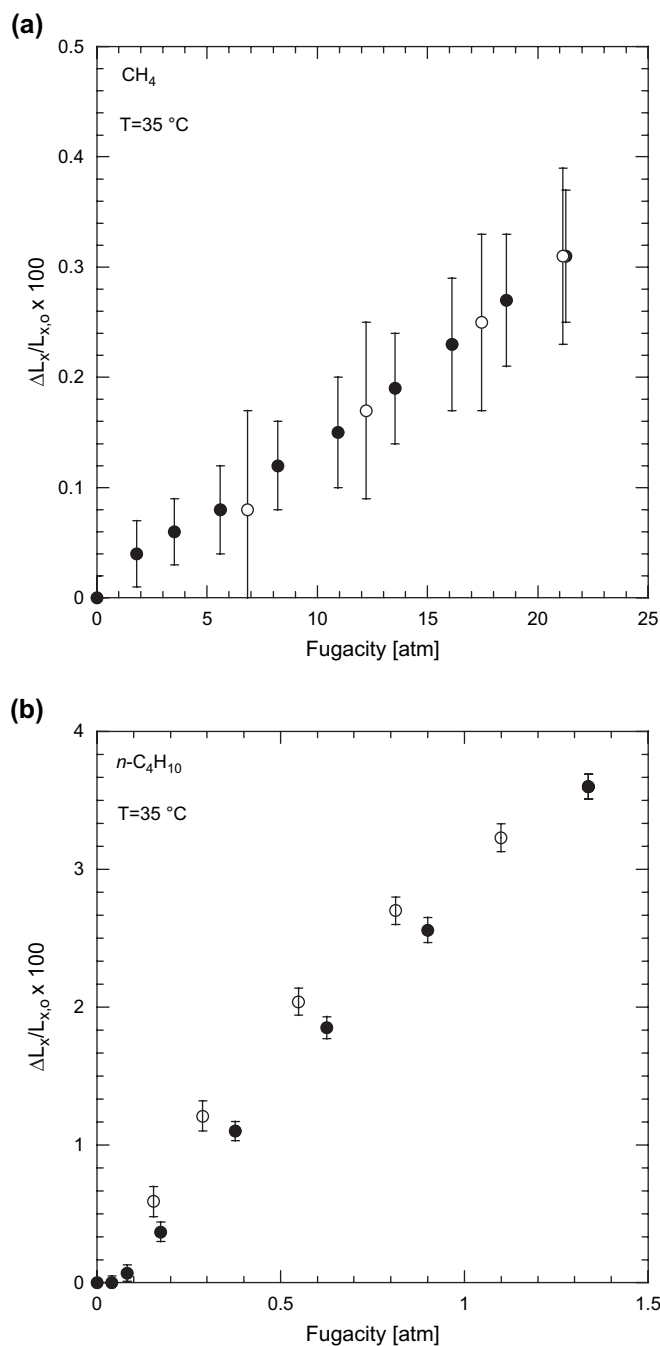 (a)
0.5
CH₄
T=35 °C
0.4
0.3
0.2
0.1
0
ΔLₓ/Lₓ,ₒ x 100
0 5 10 15 20 25
Fugacity [atm]
(b)
4
n-C₄H₁₀
T=35 °C
3
2
1
0
ΔLₓ/Lₓ,ₒ x 100
0 0.5 1 1.5
Fugacity [atm]